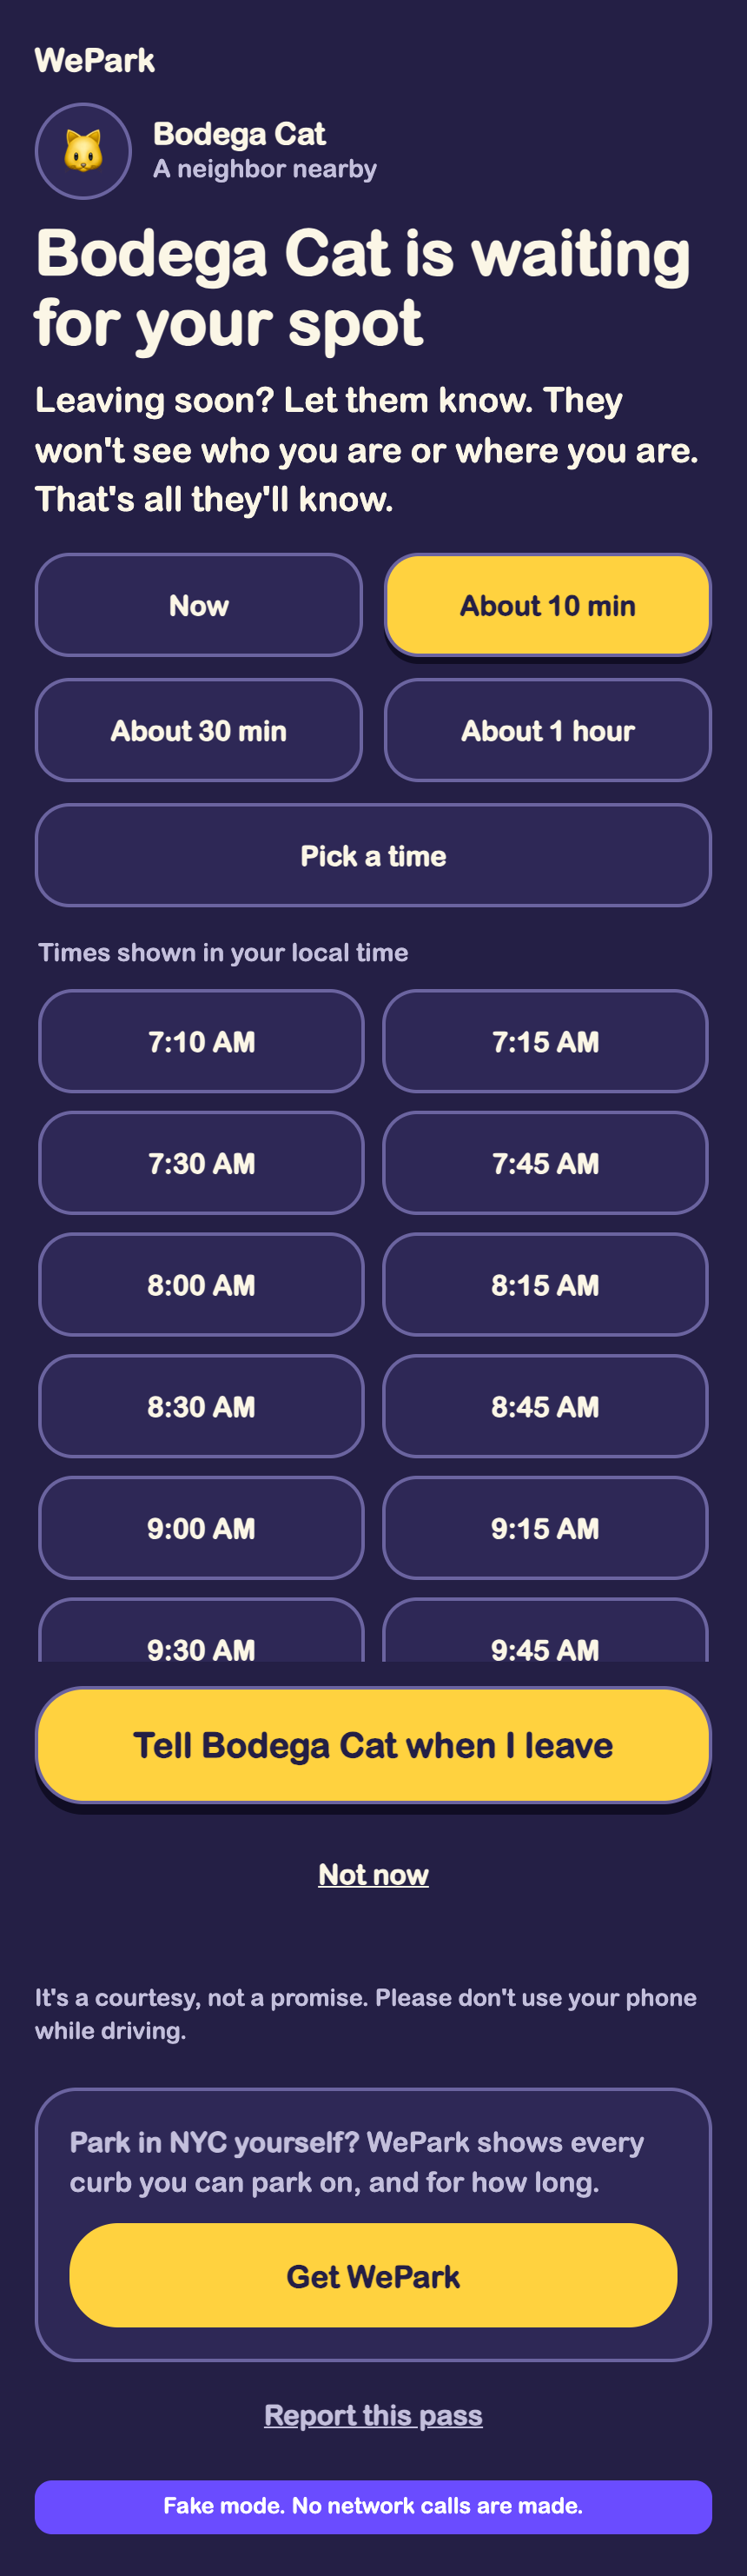 WePark
Bodega Cat
A neighbor nearby
Bodega Cat is waiting
for your spot
Leaving soon? Let them know. They
won't see who you are or where you are.
That's all they'll know.
Now
About 10 min
About 30 min
About 1 hour
Pick a time
Times shown in your local time
7:10 AM
7:15 AM
7:30 AM
7:45 AM
8:00 AM
8:15 AM
8:30 AM
8:45 AM
9:00 AM
9:15 AM
9:30 AM
9:45 AM
Tell Bodega Cat when I leave
Not now
It's a courtesy, not a promise. Please don't use your phone
while driving.
Park in NYC yourself? WePark shows every
curb you can park on, and for how long.
Get WePark
Report this pass
Fake mode. No network calls are made.